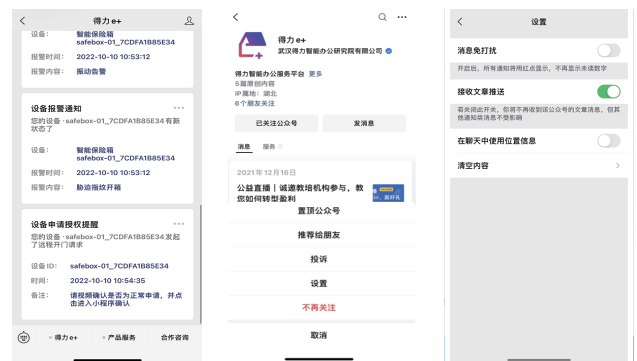 得力 e+
设备： 智能保险箱
safebox-01_7CDFA1B85E34
报警时间： 2022-10-10 10:53:12
报警内容： 振动告警
设备报警通知
您的设备·safebox-01_7CDFA1B85E34有新
状态了
设备： 智能保险箱
safebox-01_7CDFA1B85E34
报警时间： 2022-10-10 10:53:12
报警内容： 胁迫指纹开箱
设备申请授权提醒
您的设备·safebox-01_7CDFA1B85E34发起
了远程开门请求
设备ID： safebox-01_7CDFA1B85E34
时间： 2022-10-10 10:54:35
备注： 请视频确认是否为正常申请，并点
击进入小程序确认
得力e+ 产品服务 合作咨询
得力 e+
武汉得力智能办公研究院有限公司
得力智能办公服务平台 更多
5篇原创内容
IP属地：湖北
6个朋友关注
已关注公众号 发消息
消息 服务
2021年12月16日
公益直播丨诚邀教培机构参与，教
您如何转型盈利
置顶公众号
推荐给朋友
投诉
设置
不再关注
取消
设置
消息免打扰
开启后，所有通知将用红点显示，不再显示未读数字
接收文章推送
若关闭此开关，你将不再收到该公众号的文章消息，但其
他通知类消息不受影响
在聊天中使用位置信息
清空内容